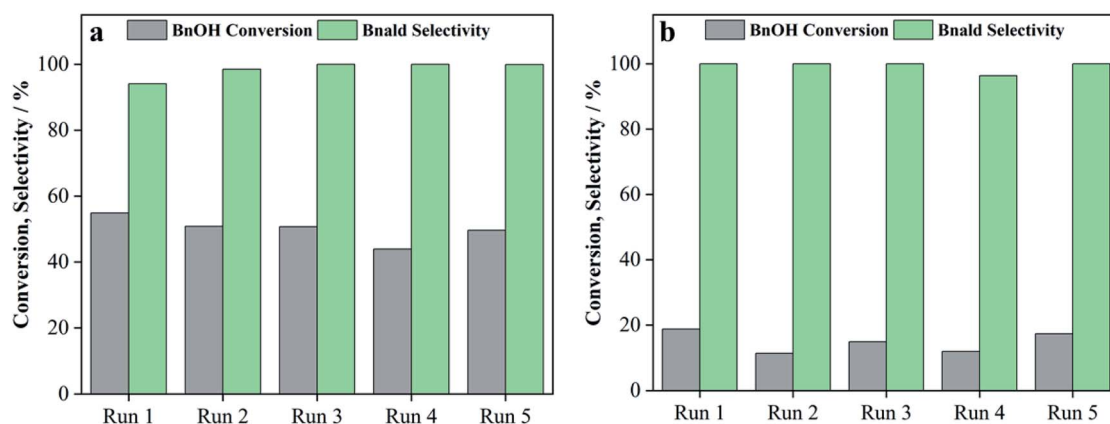 a
BnOH Conversion Bnald Selectivity
Conversion, Selectivity / %
100
80
60
40
20
0
Run 1 Run 2 Run 3 Run 4 Run 5
b
BnOH Conversion Bnald Selectivity
Conversion, Selectivity / %
100
80
60
40
20
0
Run 1 Run 2 Run 3 Run 4 Run 5